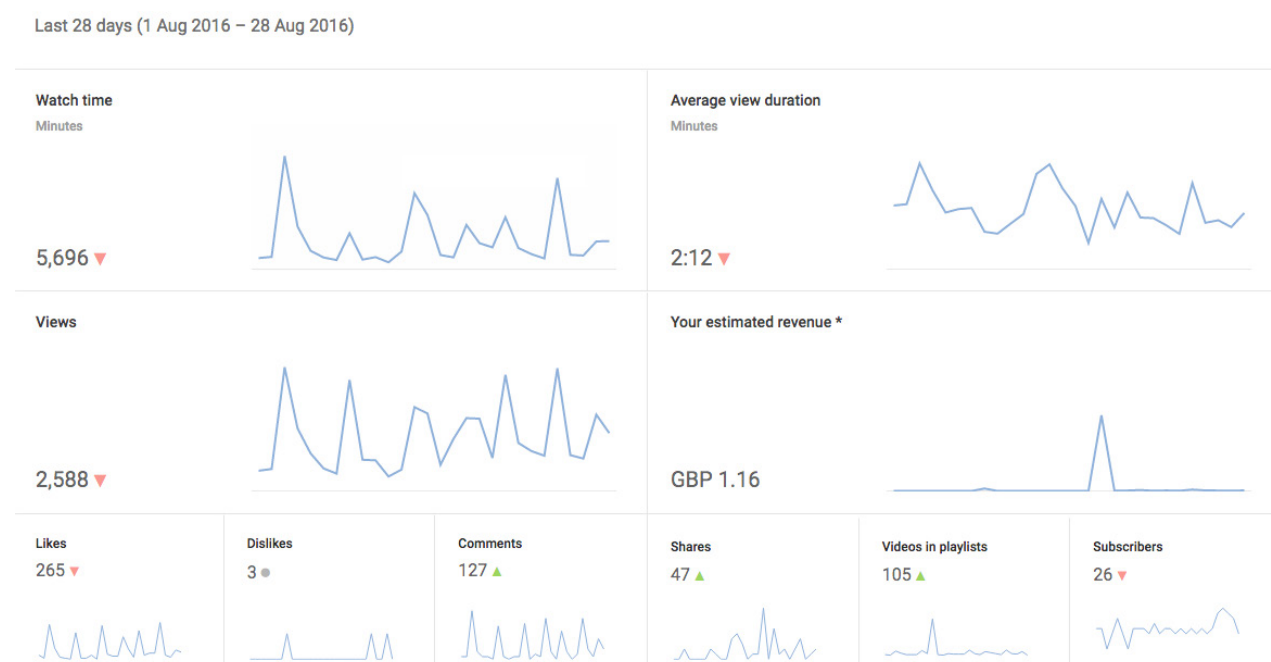 Last 28 days (1 Aug 2016 – 28 Aug 2016)
Watch time
Minutes
5,696
Average view duration
Minutes
2:12
Views
2,588
Your estimated revenue *
GBP 1.16
Likes
265
Dislikes
3
Comments
127
Shares
47
Videos in playlists
105
Subscribers
26